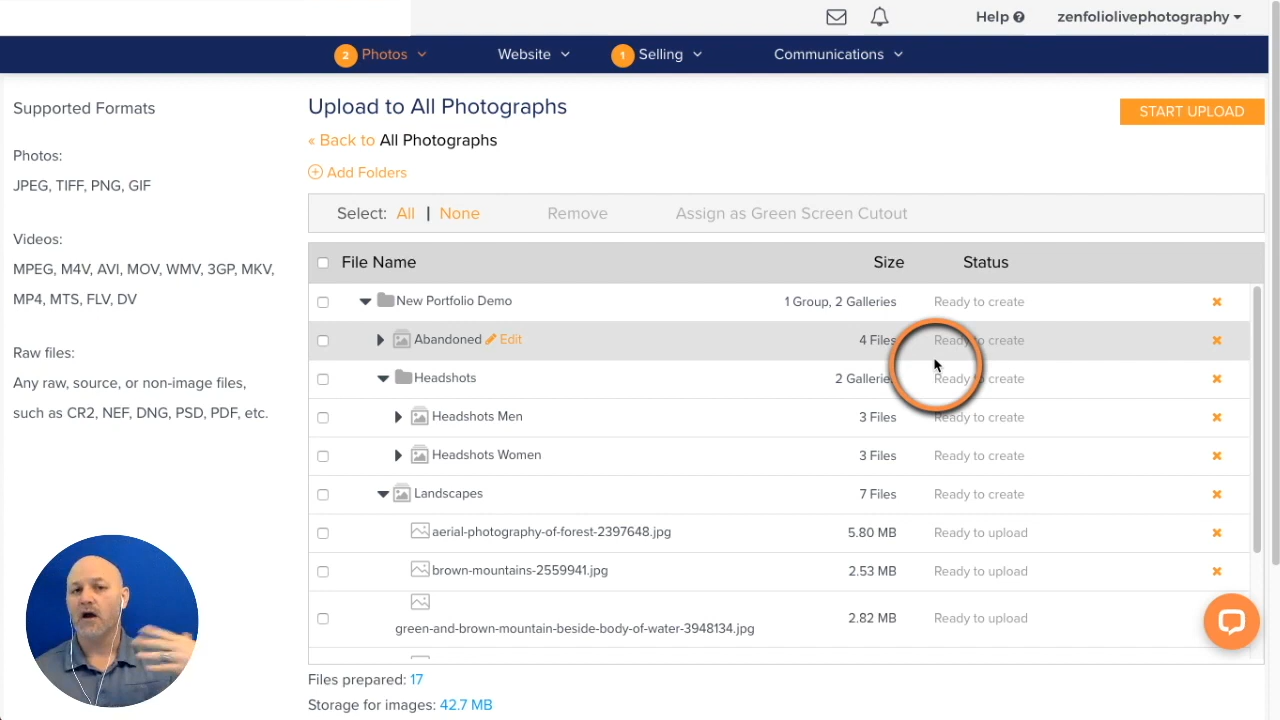 Help ?
zenfoliolivephotography
2 Photos
Website
1 Selling
Communications
Supported Formats
Photos:
JPEG, TIFF, PNG, GIF
Videos:
MPEG, M4V, AVI, MOV, WMV, 3GP, MKV,
MP4, MTS, FLV, DV
Raw files:
Any raw, source, or non-image files,
such as CR2, NEF, DNG, PSD, PDF, etc.
Upload to All Photographs
START UPLOAD
« Back to All Photographs
Add Folders
Select: All | None Remove Assign as Green Screen Cutout
File Name Size Status
New Portfolio Demo 1 Group, 2 Galleries Ready to create
Abandoned Edit 4 Files Ready to create
Headshots 2 Galleries Ready to create
Headshots Men 3 Files Ready to create
Headshots Women 3 Files Ready to create
Landscapes 7 Files Ready to create
aerial-photography-of-forest-2397648.jpg 5.80 MB Ready to upload
brown-mountains-2559941.jpg 2.53 MB Ready to upload
green-and-brown-mountain-beside-body-of-water-3948134.jpg 2.82 MB Ready to upload
Files prepared: 17
Storage for images: 42.7 MB